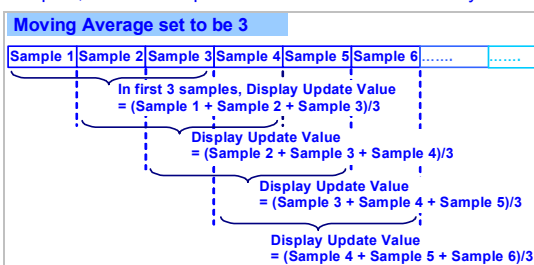 Moving Average set to be 3
Sample 1 Sample 2 Sample 3 Sample 4 Sample 5 Sample 6 ....... .......
In first 3 samples, Display Update Value
= (Sample 1 + Sample 2 + Sample 3)/3
Display Update Value
= (Sample 2 + Sample 3 + Sample 4)/3
Display Update Value
= (Sample 3 + Sample 4 + Sample 5)/3
Display Update Value
= (Sample 4 + Sample 5 + Sample 6)/3